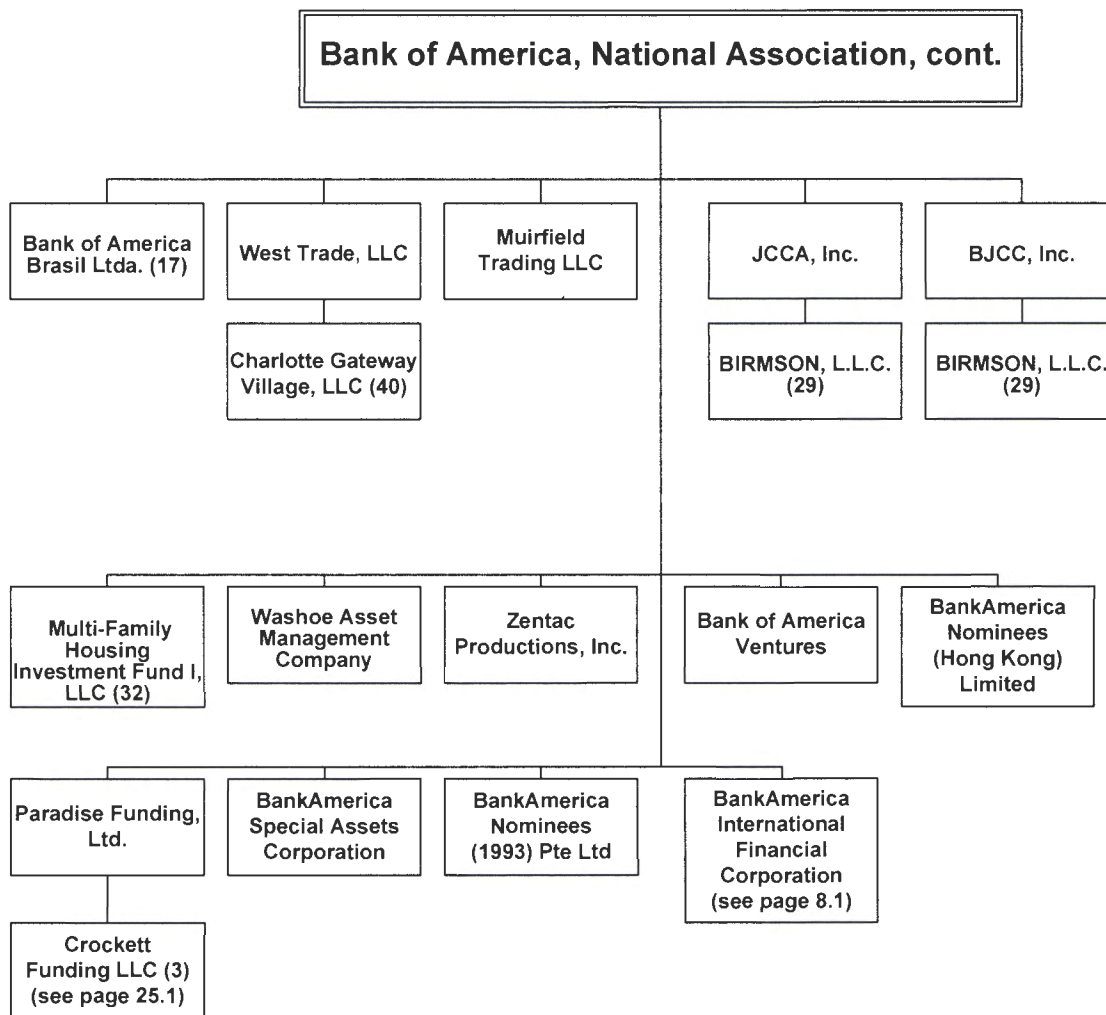 Bank of America, National Association, cont.
Bank of America
Brasil Ltda. (17)
West Trade, LLC
Muirfield
Trading LLC
JCCA, Inc.
BJCC, Inc.
Charlotte Gateway
Village, LLC (40)
BIRMSON, L.L.C.
(29)
BIRMSON, L.L.C.
(29)
Multi-Family
Housing
Investment Fund I,
LLC (32)
Washoe Asset
Management
Company
Zentac
Productions, Inc.
Bank of America
Ventures
BankAmerica
Nominees
(Hong Kong)
Limited
Paradise Funding,
Ltd.
BankAmerica
Special Assets
Corporation
BankAmerica
Nominees
(1993) Pte Ltd
BankAmerica
International
Financial
Corporation
(see page 8.1)
Crockett
Funding LLC (3)
(see page 25.1)